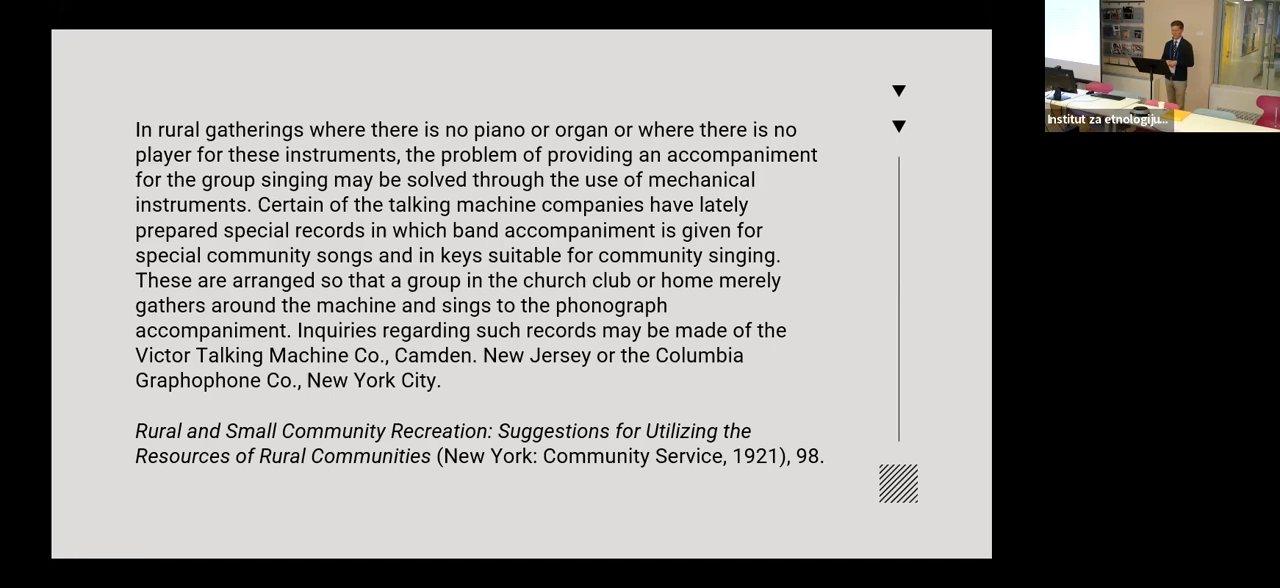 In rural gatherings where there is no piano or organ or where there is no
player for these instruments, the problem of providing an accompaniment
for the group singing may be solved through the use of mechanical
instruments. Certain of the talking machine companies have lately
prepared special records in which band accompaniment is given for
special community songs and in keys suitable for community singing.
These are arranged so that a group in the church club or home merely
gathers around the machine and sings to the phonograph
accompaniment. Inquiries regarding such records may be made of the
Victor Talking Machine Co., Camden. New Jersey or the Columbia
Graphophone Co., New York City.
Rural and Small Community Recreation: Suggestions for Utilizing the
Resources of Rural Communities (New York: Community Service, 1921), 98.
Institut za etnologiju...